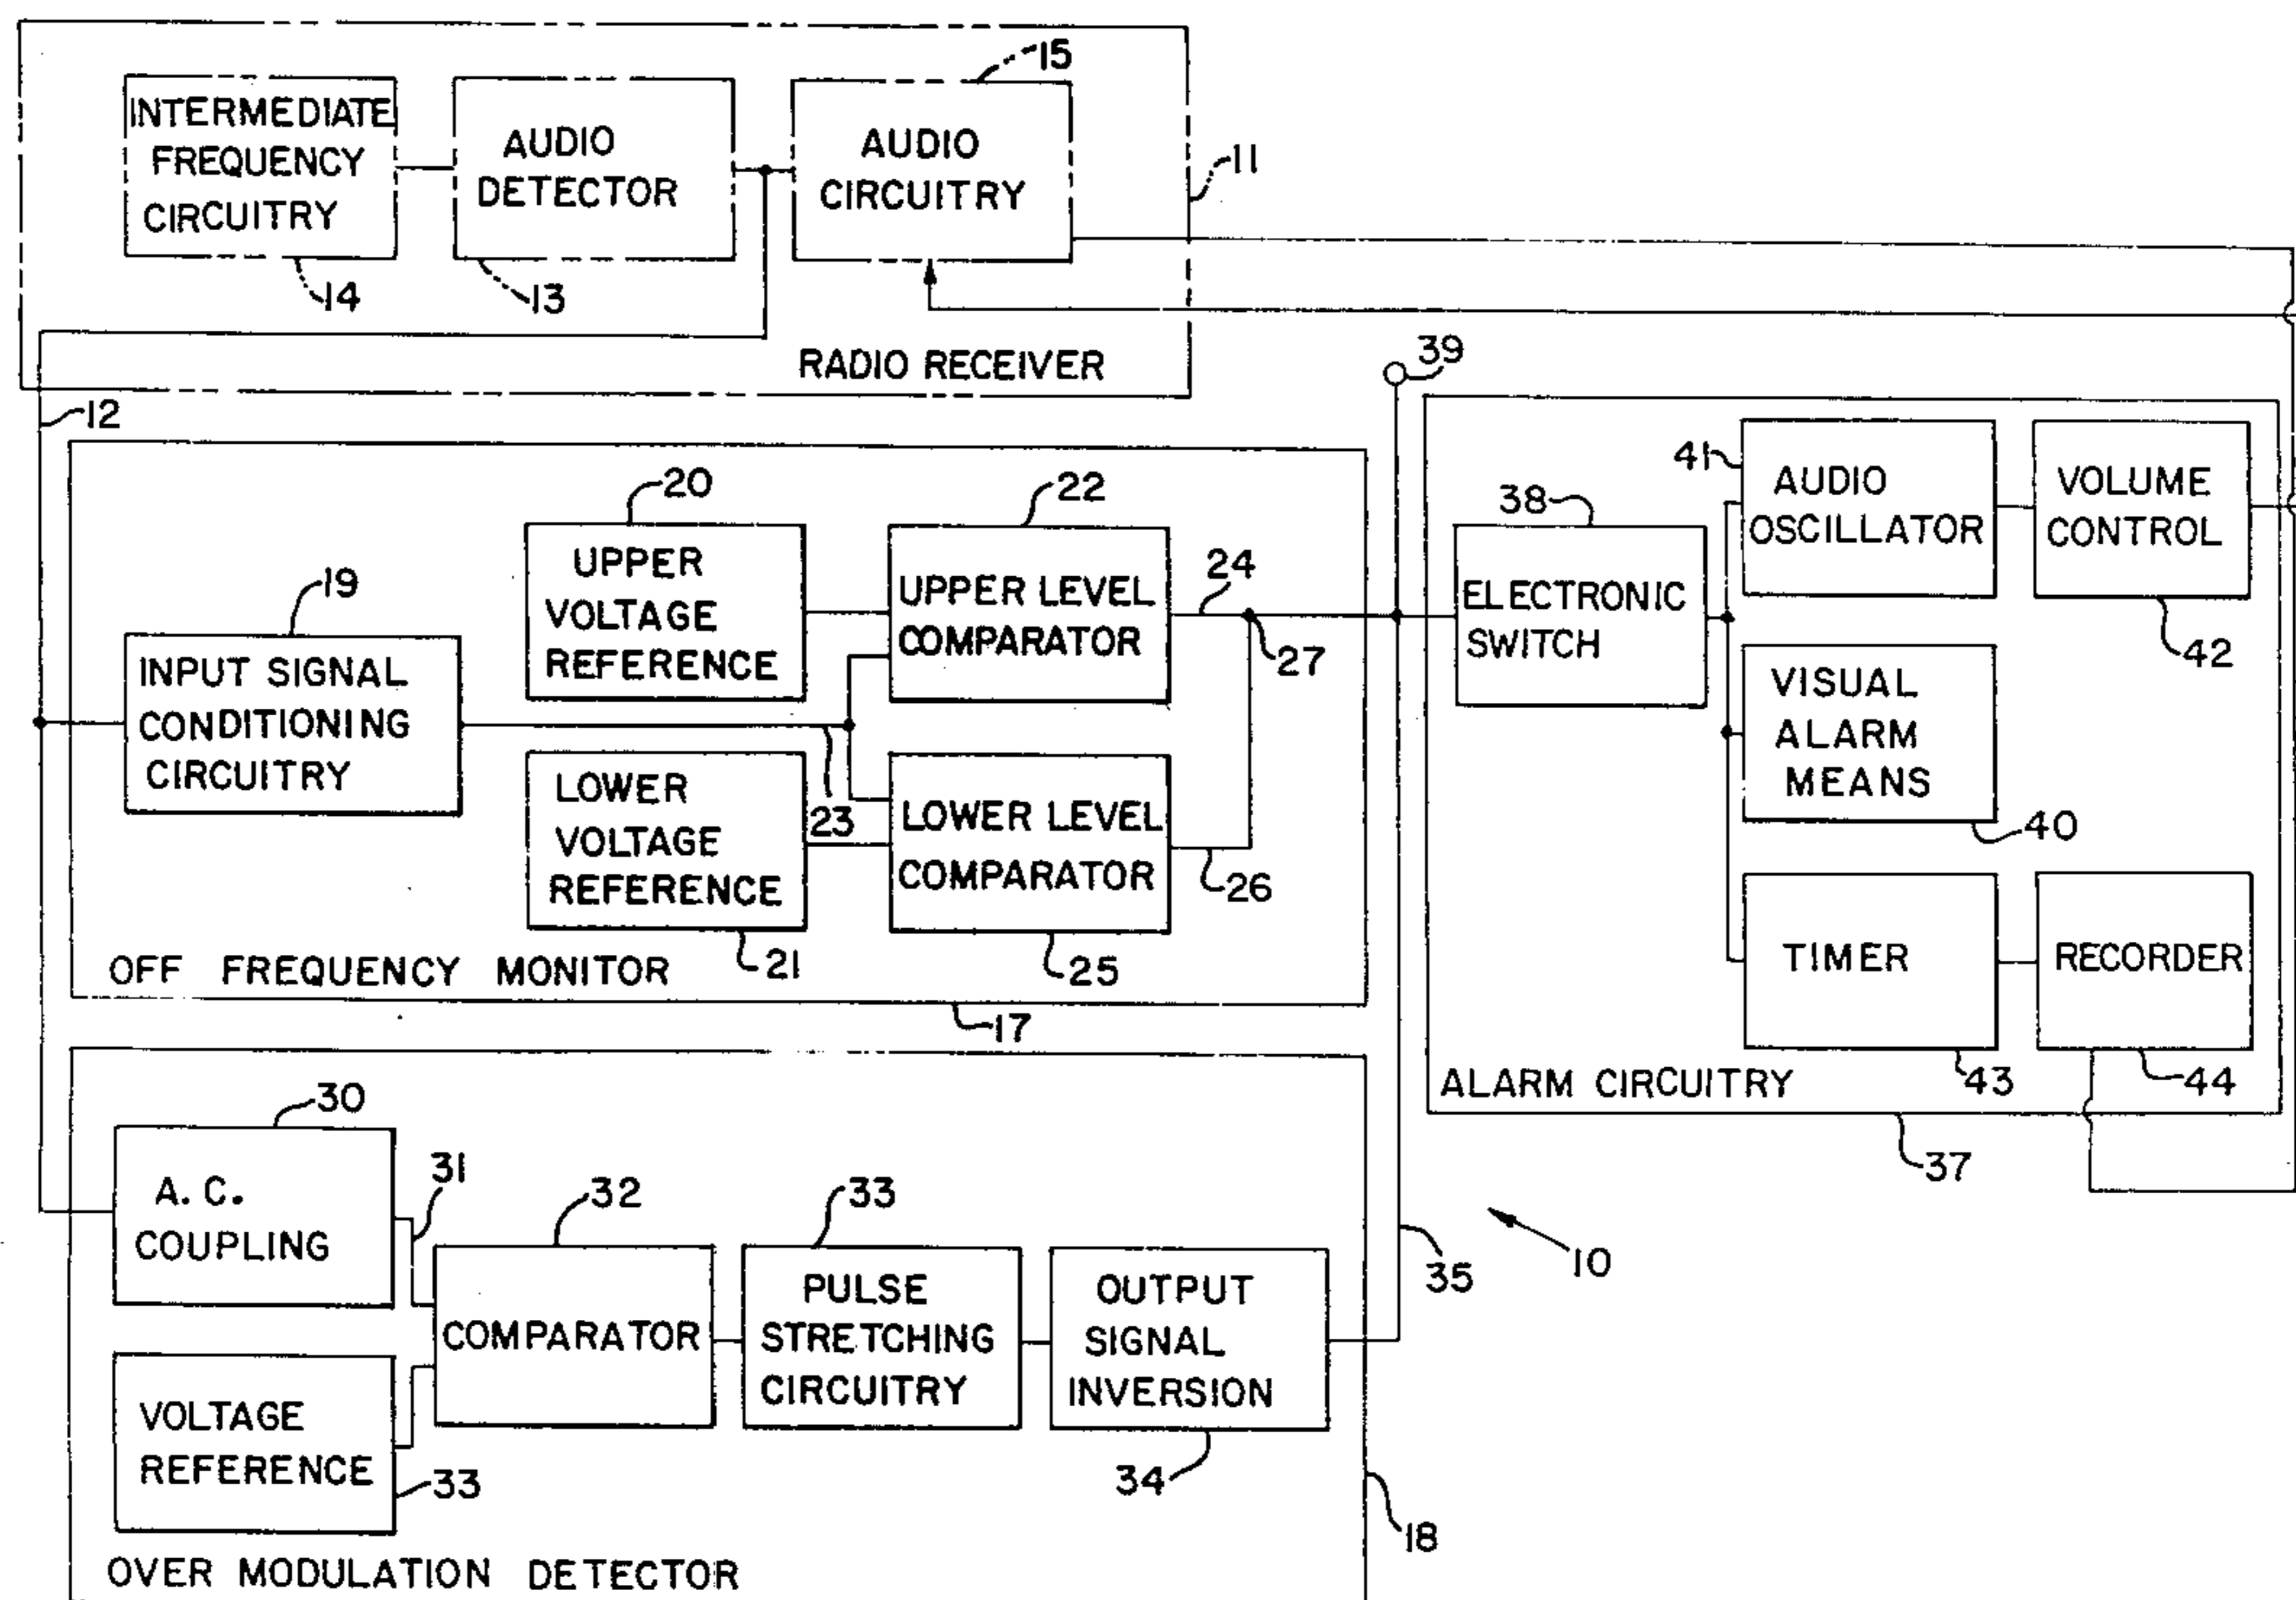 15
INTERMEDIATE
FREQUENCY
CIRCUITRY
AUDIO
DETECTOR
AUDIO
CIRCUITRY
11
14
13
RADIO RECEIVER
39
12
20
22
41
AUDIO
OSCILLATOR
VOLUME
CONTROL
38
42
19
UPPER
VOLTAGE
REFERENCE
UPPER LEVEL
COMPARATOR
24
27
ELECTRONIC
SWITCH
INPUT SIGNAL
CONDITIONING
CIRCUITRY
VISUAL
ALARM
MEANS
40
LOWER
VOLTAGE
REFERENCE
23
LOWER LEVEL
COMPARATOR
26
21
25
OFF FREQUENCY MONITOR
17
TIMER
RECORDER
43
44
ALARM CIRCUITRY
37
30
A.C.
COUPLING
31
32
33
COMPARATOR
PULSE
STRETCHING
CIRCUITRY
OUTPUT
SIGNAL
INVERSION
35
10
VOLTAGE
REFERENCE
33
34
18
OVER MODULATION DETECTOR